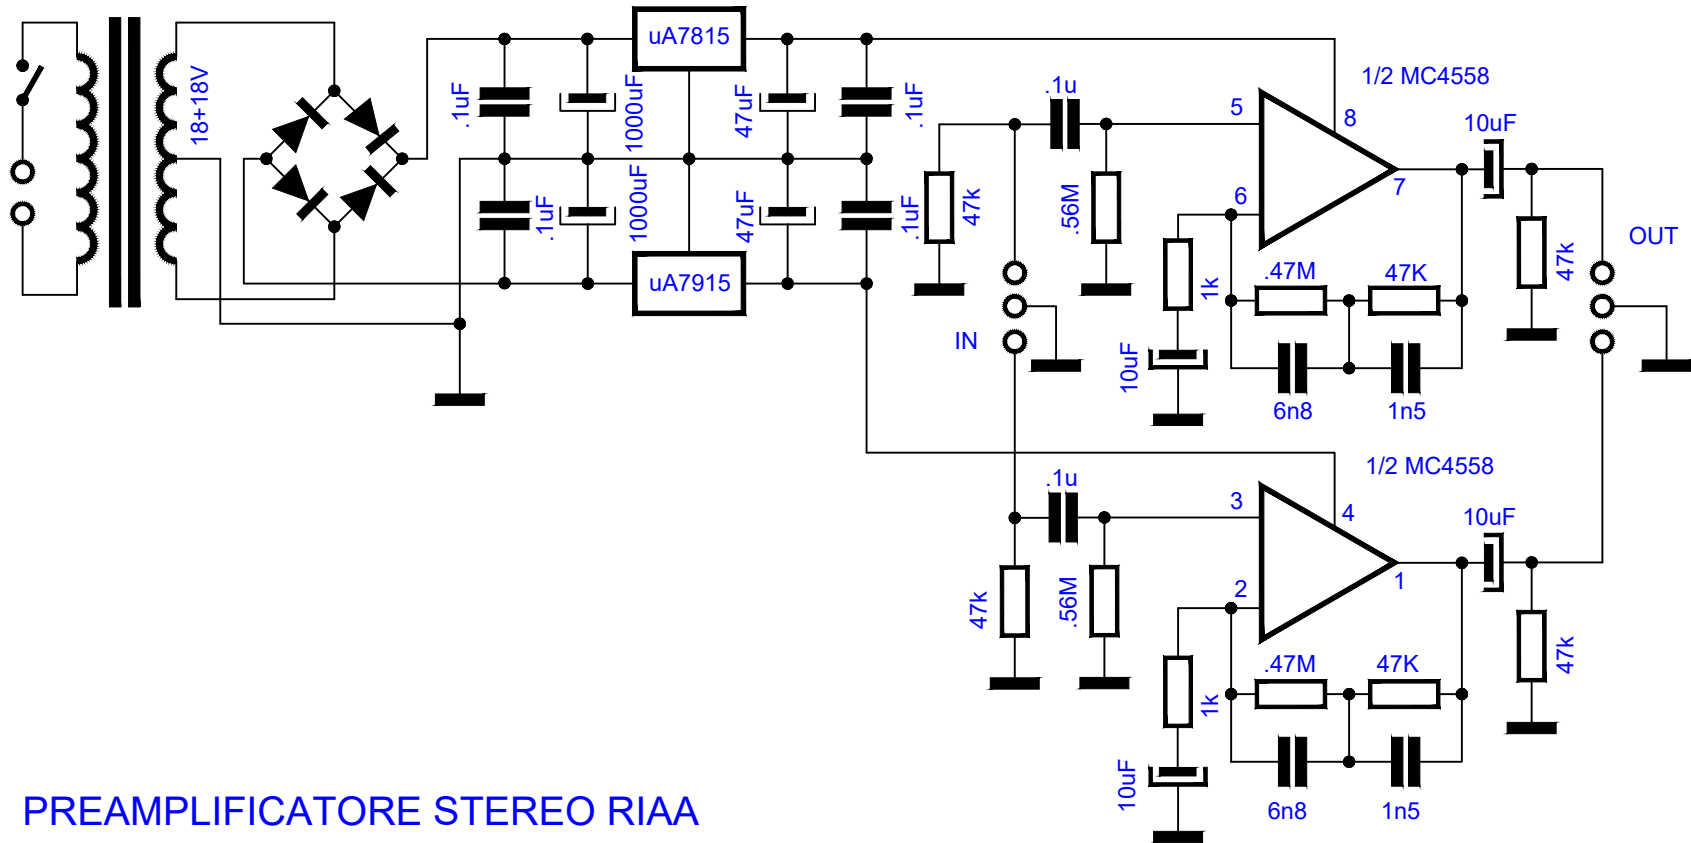 uA7815
18+18V
.1uF
1000uF
47uF
.1uF
.1uF
1000uF
47uF
.1uF
uA7915
1/2 MC4558
.1u
5
8
10uF
47k
.56M
6
7
1k
.47M
47K
47k
OUT
IN
10uF
6n8
1n5
1/2 MC4558
.1u
3
4
10uF
47k
.56M
2
1
1k
.47M
47K
47k
10uF
6n8
1n5
PREAMPLIFICATORE STEREO RIAA